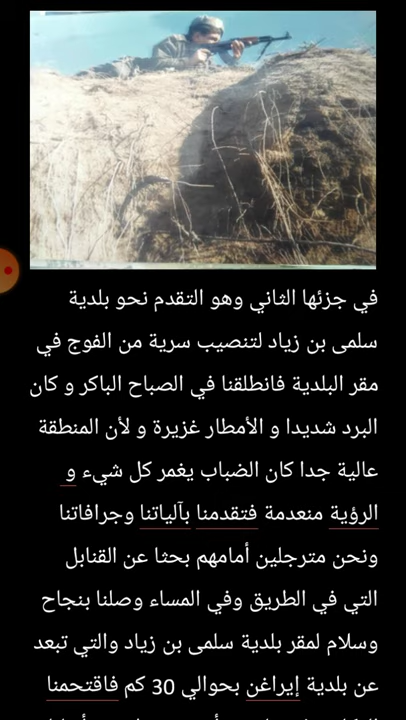 في جزئها الثاني وهو التقدم نحو بلدية
سلمى بن زياد لتنصيب سرية من الفوج في
مقر البلدية فانطلقنا في الصباح الباكر و كان
البرد شديدا و الأمطار غزيرة و لأن المنطقة
عالية جدا كان الضباب يغمر كل شيء و
الرؤية منعدمة فتقدمنا بآلياتنا وجرافاتنا
ونحن مترجلين أمامهم بحثا عن القنابل
التي في الطريق وفي المساء وصلنا بنجاح
وسلام لمقر بلدية سلمى بن زياد والتي تبعد
عن بلدية إيراغن بحوالي 30 كم فاقتحمنا